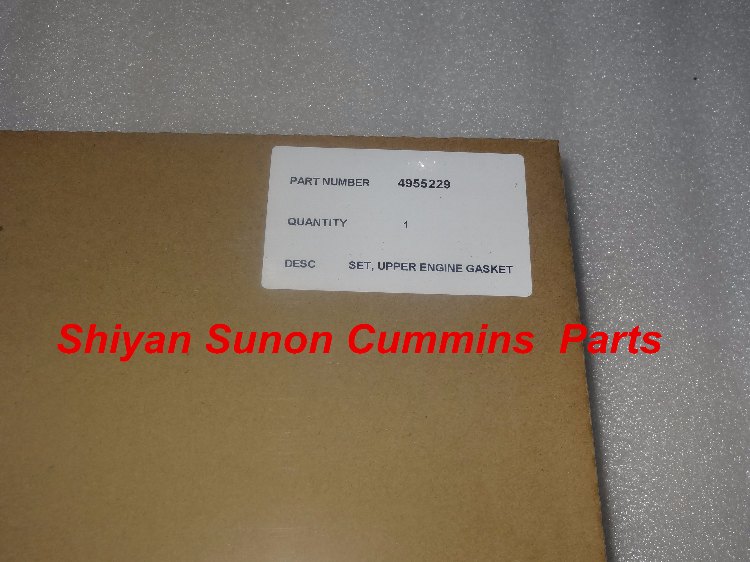 PART NUMBER 4955229
QUANTITY 1
DESC SET, UPPER ENGINE GASKET
Shiyan Sunon Cummins Parts